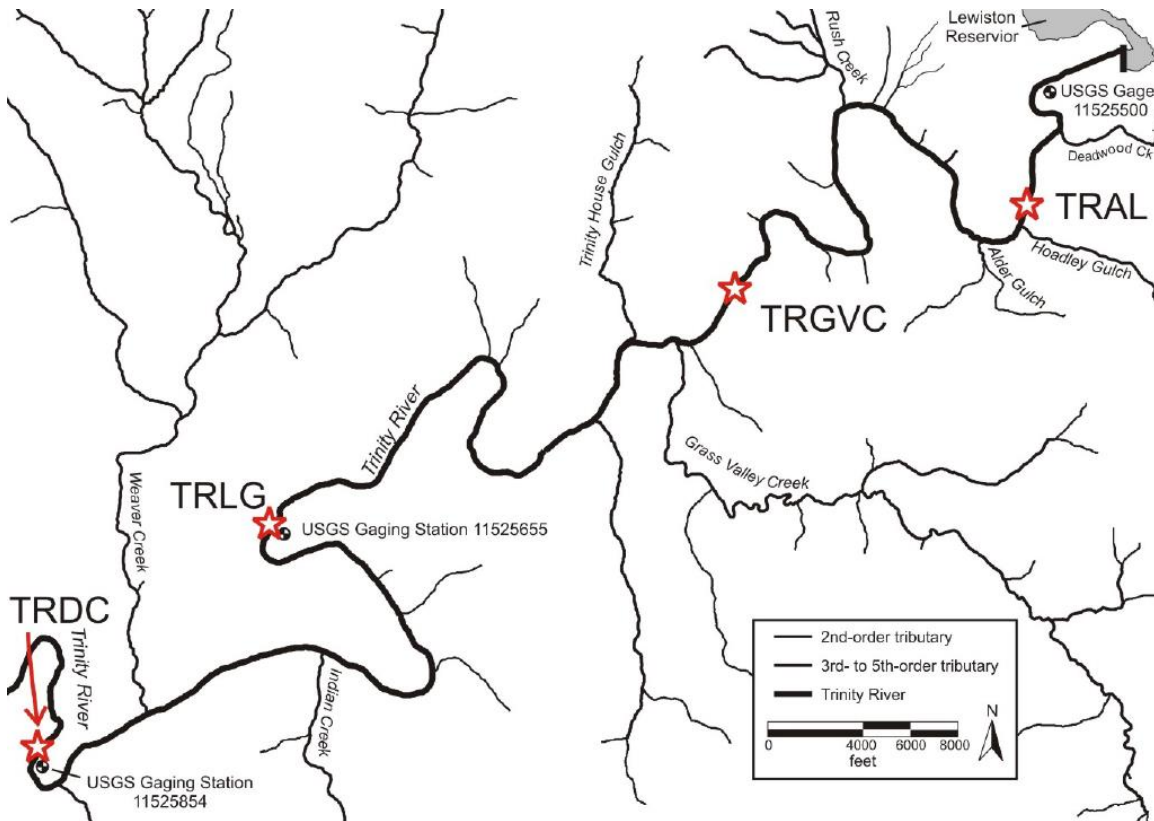 Lewiston
Reservior
Rush Creek
USGS Gage
11525500
Deadwood Ck
TRAL
Trinity House Gulch
Hoadley Gulch
Alder Gulch
TRGVC
Trinity River
Grass Valley Creek
Weaver Creek
TRLG
USGS Gaging Station 11525655
TRDC
Trinity River
Indian Creek
USGS Gaging Station
11525854
2nd-order tributary
3rd- to 5th-order tributary
Trinity River
N
0 4000 6000 8000
feet